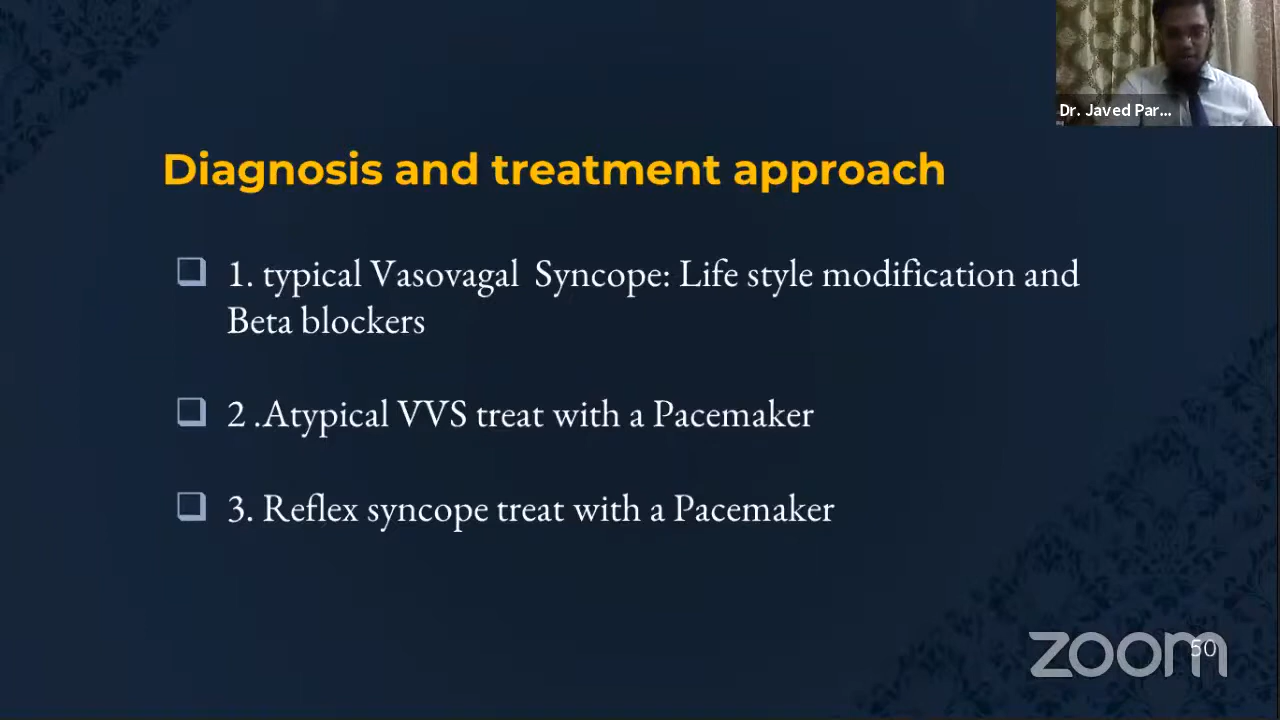 Dr. Javed Par...
Diagnosis and treatment approach
1. typical Vasovagal Syncope: Life style modification and
Beta blockers
2 .Atypical VVS treat with a Pacemaker
3. Reflex syncope treat with a Pacemaker
zoom
50